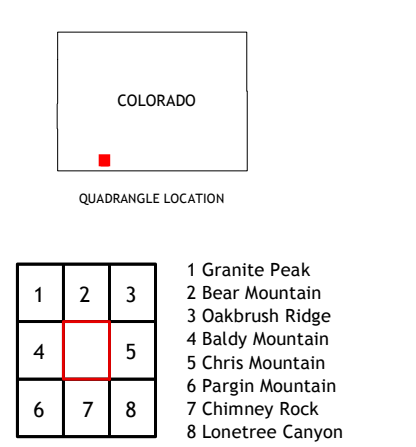 COLORADO
QUADRANGLE LOCATION
1 2 3
4 5
6 7 8
1 Granite Peak
2 Bear Mountain
3 Oakbrush Ridge
4 Baldy Mountain
5 Chris Mountain
6 Pargin Mountain
7 Chimney Rock
8 Lonetree Canyon